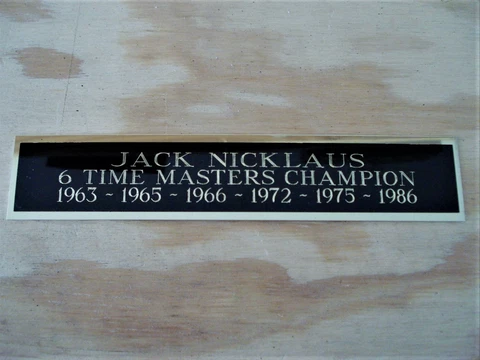 JACK NICKLAUS
6 TIME MASTERS CHAMPION
1963 ~ 1965 ~ 1966 ~ 1972 ~ 1975 ~ 1986